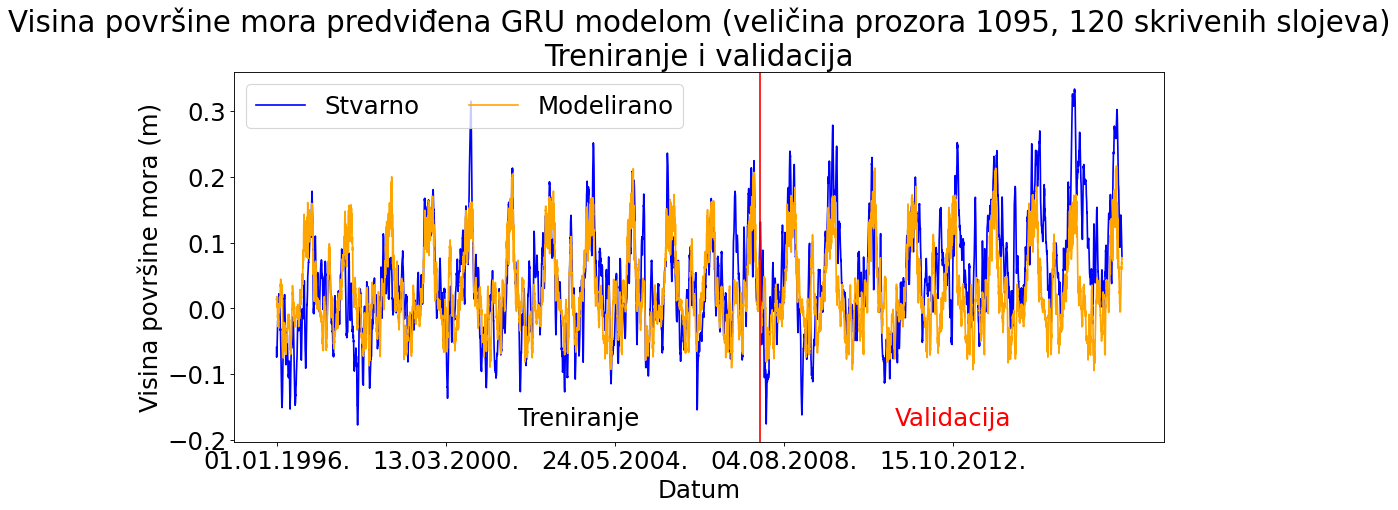 Visina površine mora predviđena GRU modelom (veličina prozora 1095, 120 skrivenih slojeva)
Treniranje i validacija
Stvarno Modelirano
Visina površine mora (m)
0.3
0.2
0.1
0.0
−0.1
−0.2
Treniranje Validacija
01.01.1996. 13.03.2000. 24.05.2004. 04.08.2008. 15.10.2012.
Datum